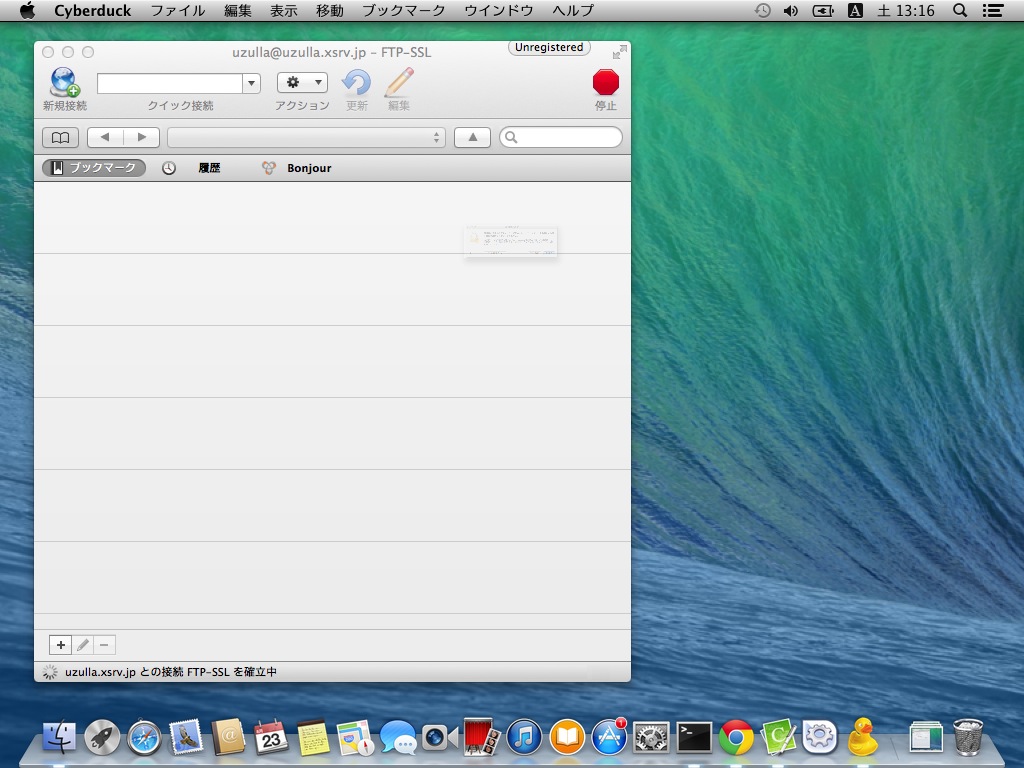 Cyberduck ファイル 編集 表示 移動 ブックマーク ウインドウ ヘルプ A 土 13:16
uzulla@uzulla.xsrv.jp – FTP-SSL
Unregistered
新規接続 クイック接続 アクション 更新 編集 停止
ブックマーク 履歴 Bonjour
uzulla.xsrv.jp との接続 FTP-SSL を確立中
23
1